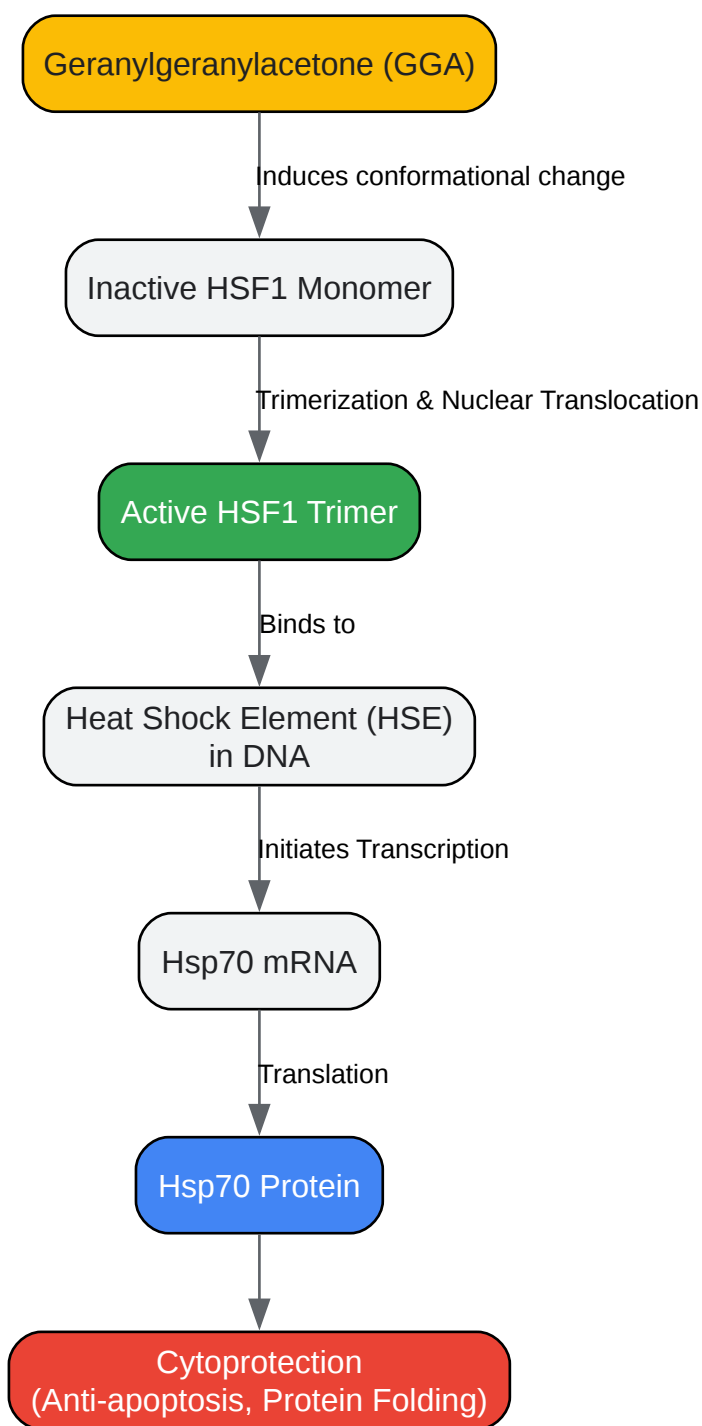 Geranylgeranylacetone (GGA)
Induces conformational change
Inactive HSF1 Monomer
Trimerization & Nuclear Translocation
Active HSF1 Trimer
Binds to
Heat Shock Element (HSE)
in DNA
Initiates Transcription
Hsp70 mRNA
Translation
Hsp70 Protein
Cytoprotection
(Anti-apoptosis, Protein Folding)